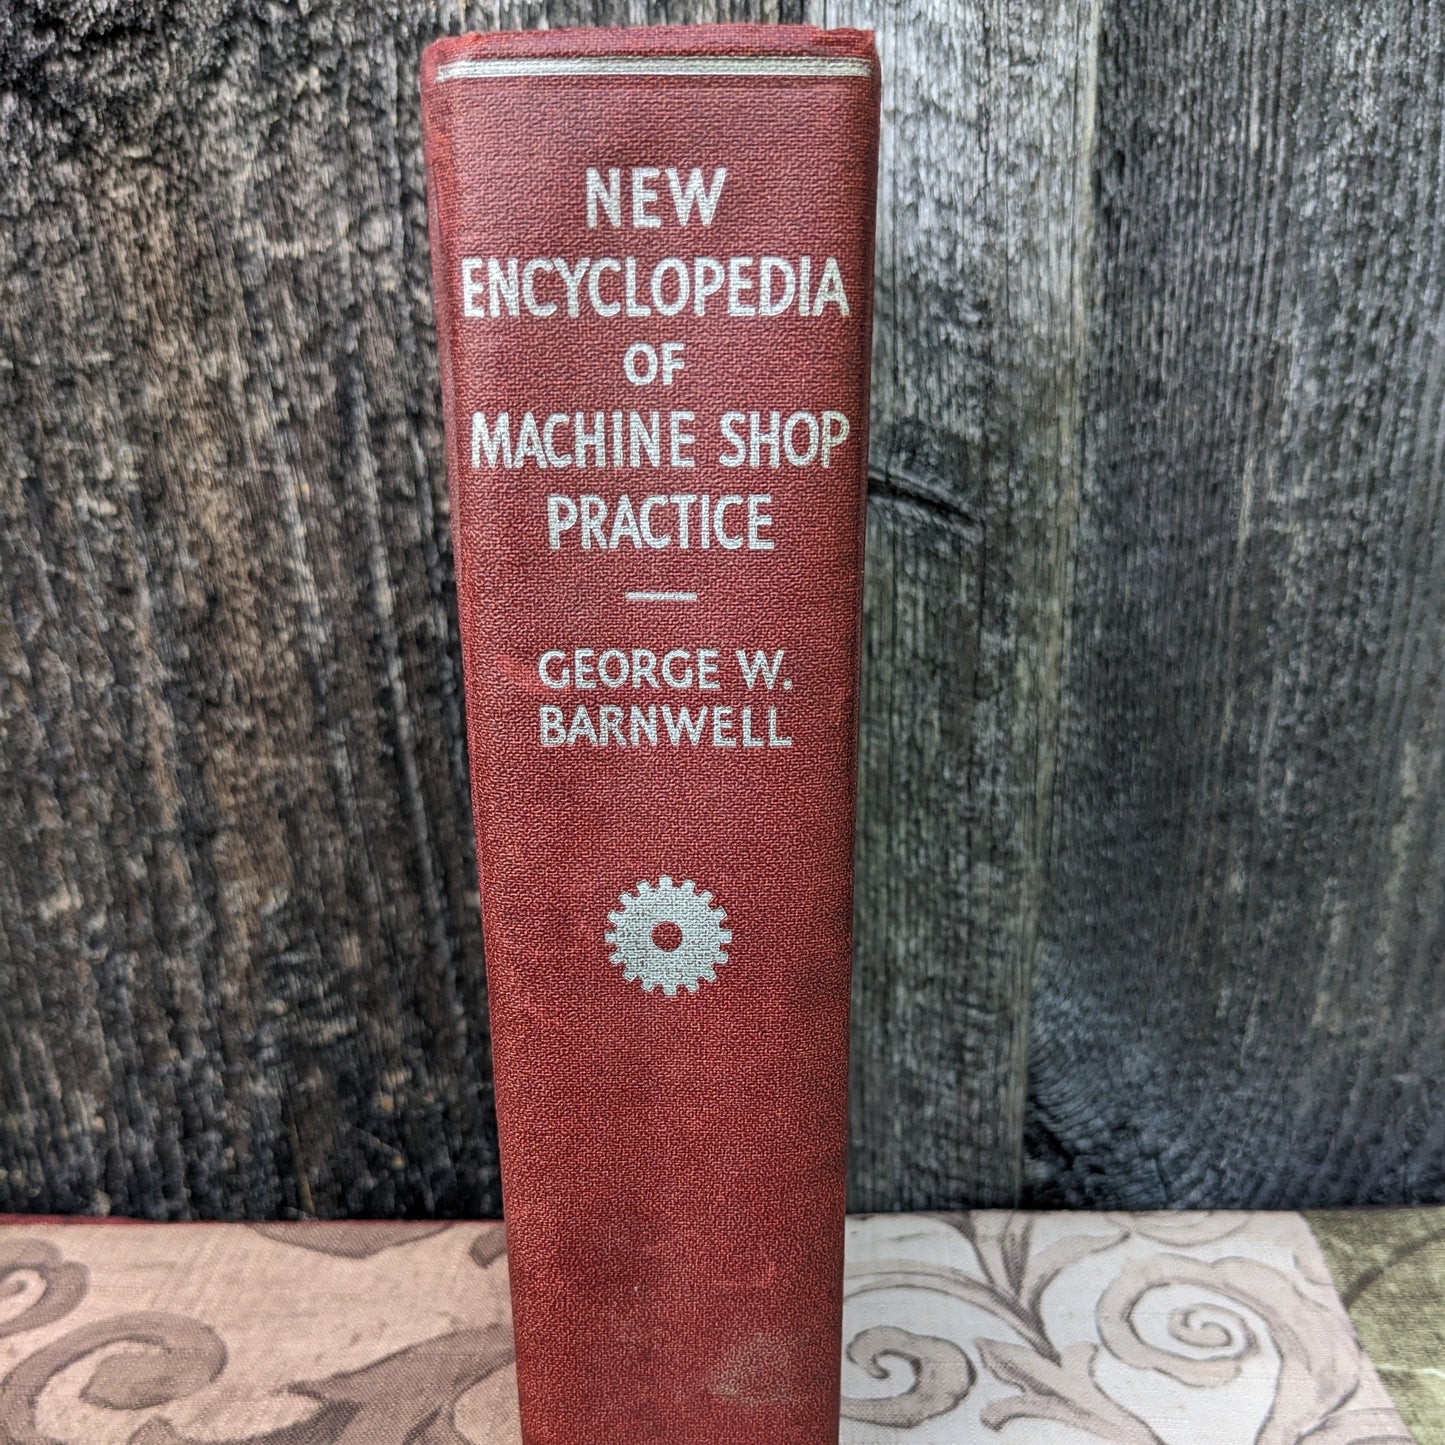 NEW
ENCYCLOPEDIA
OF
MACHINE SHOP
PRACTICE
GEORGE W.
BARNWELL